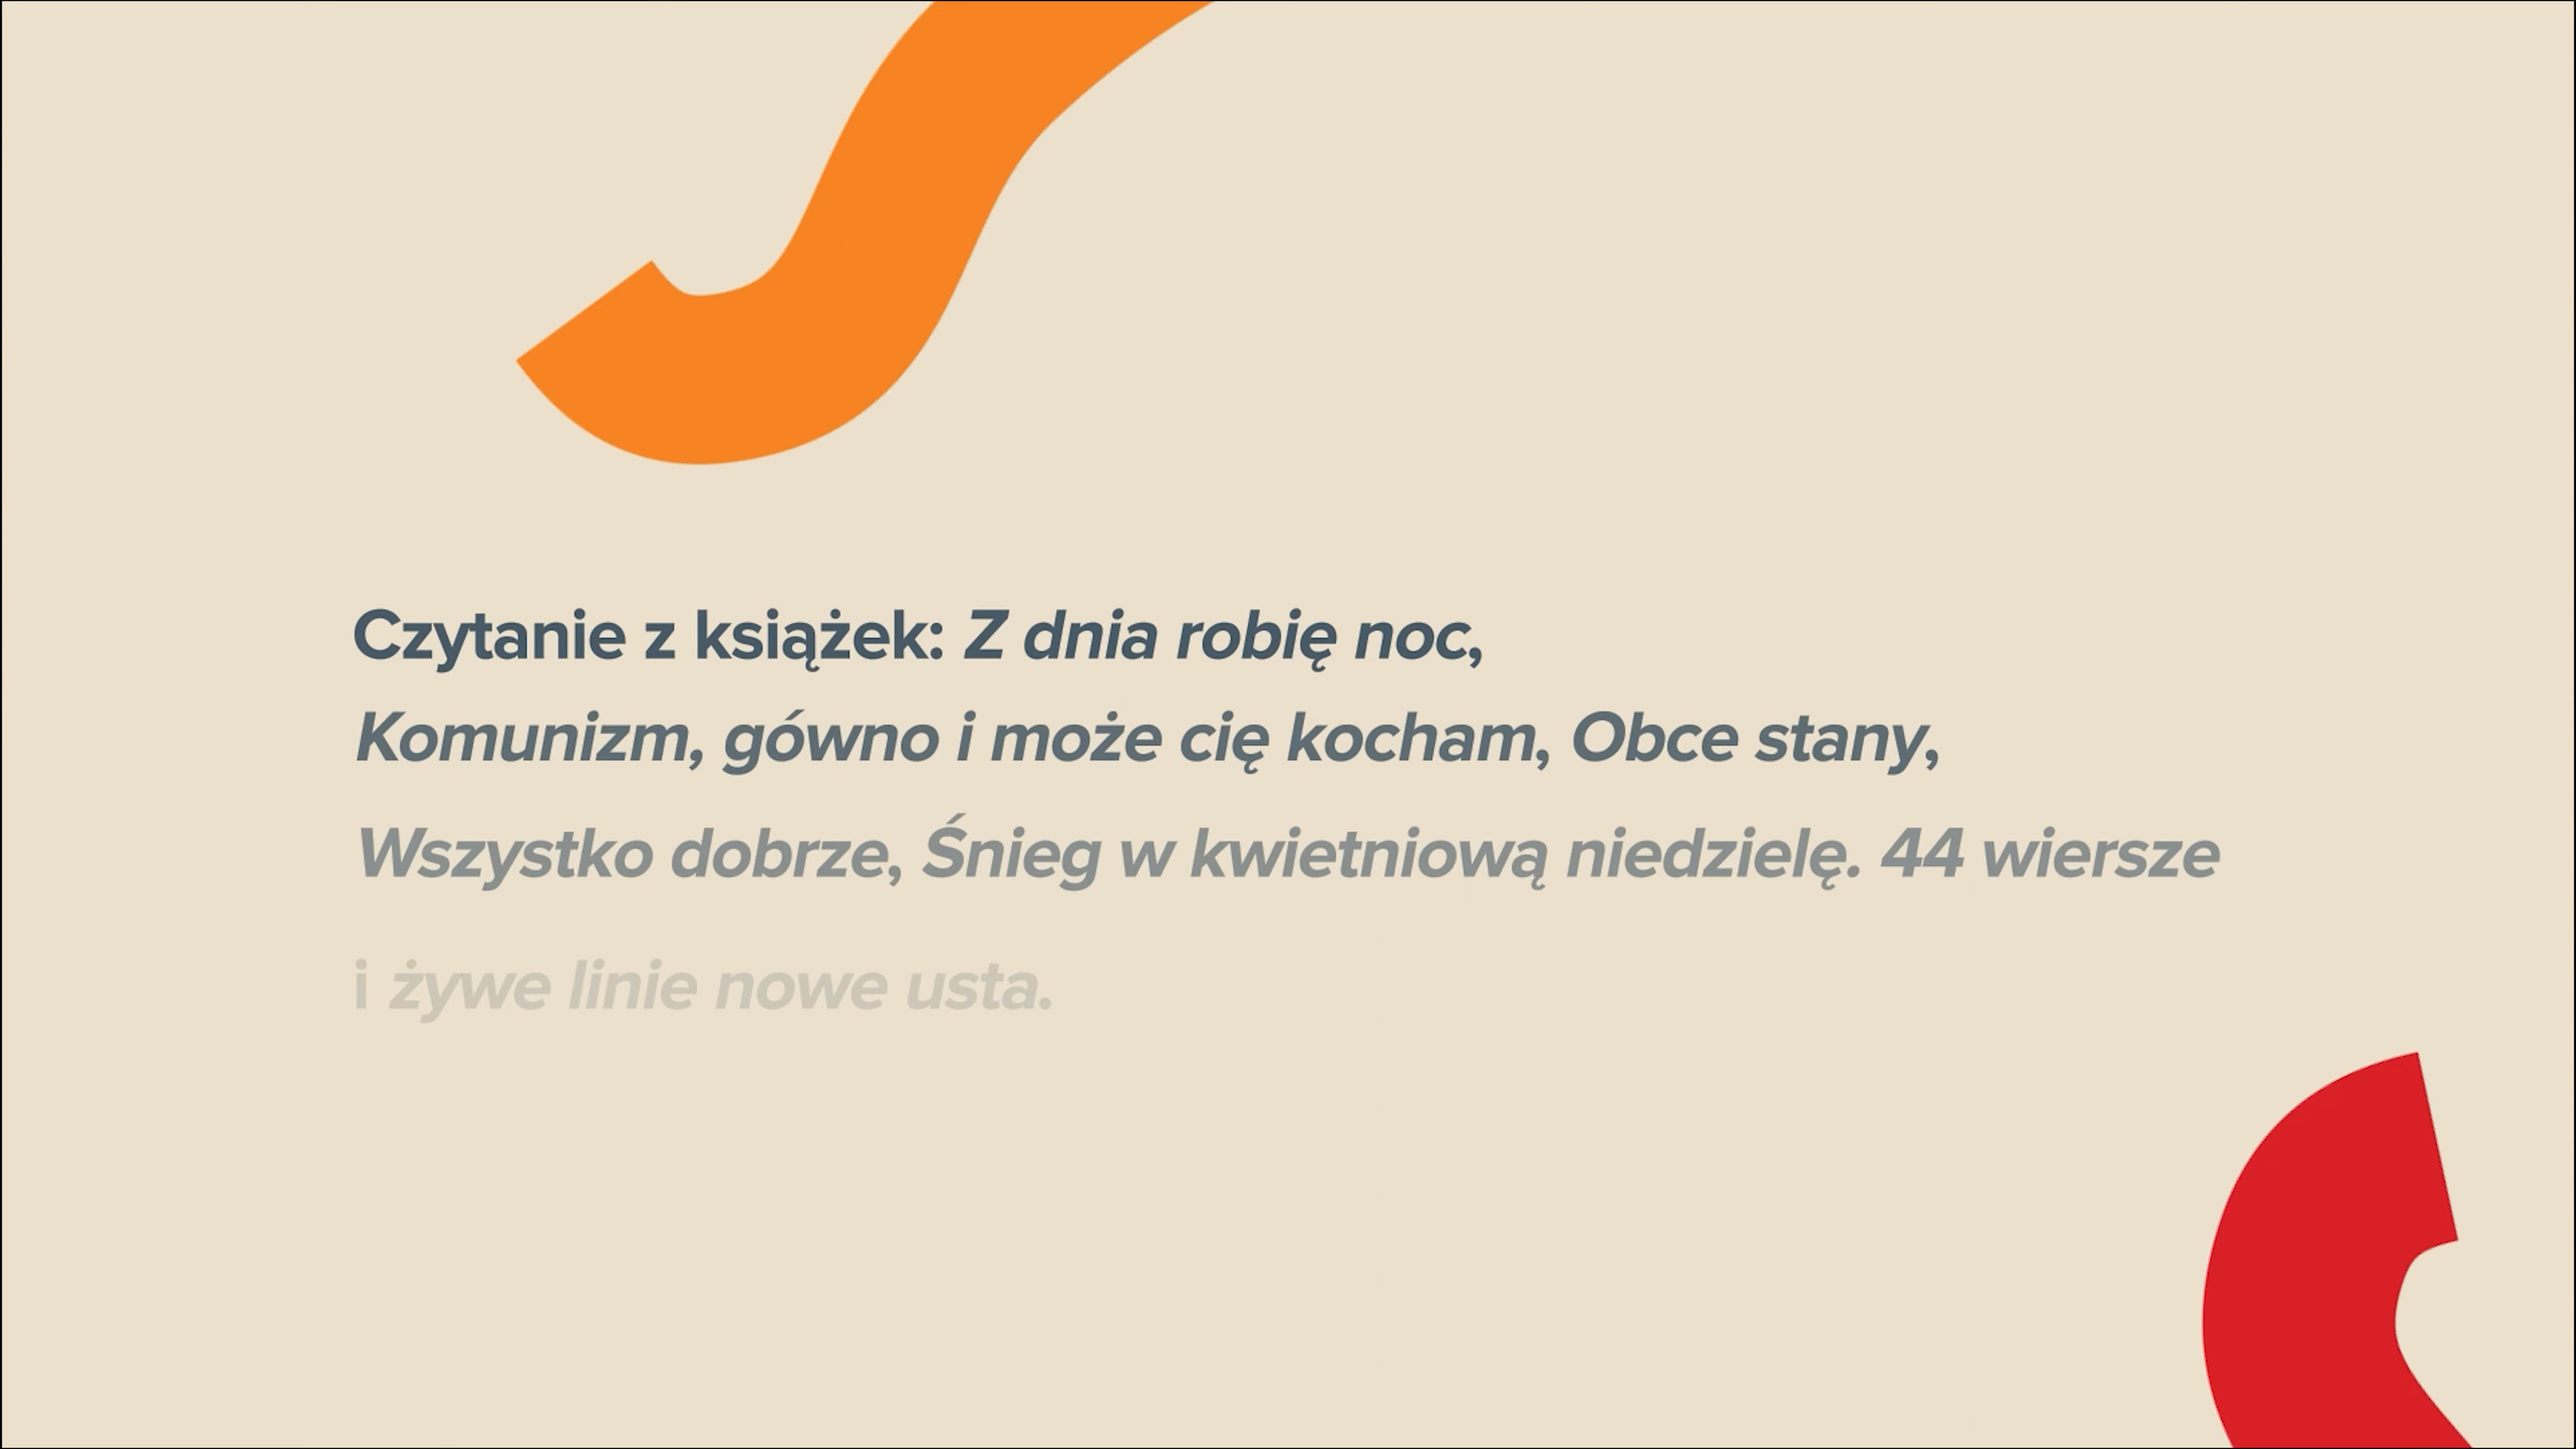 Czytanie z książek: Z dnia robię noc,
Komunizm, gówno i może cię kocham, Obce stany,
Wszystko dobrze, Śnieg w kwietniową niedzielę. 44 wiersze
i żywe linie nowe usta.